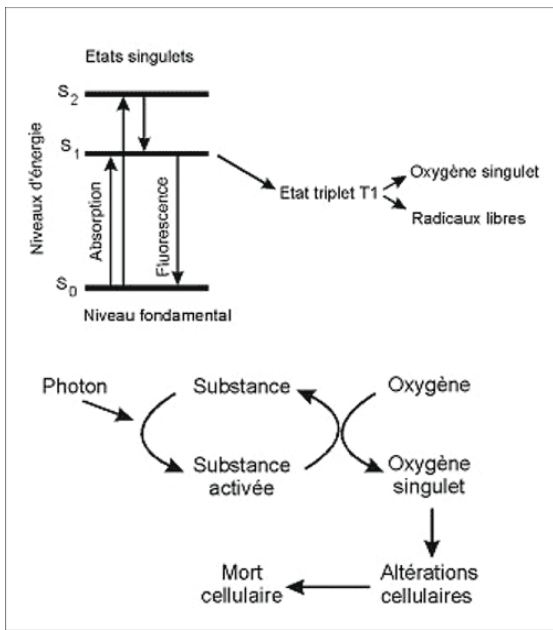 Etats singulets
S2
S1
S0
Niveaux d'énergie
Absorption
Fluorescence
Niveau fondamental
Etat triplet T1
Oxygène singulet
Radicaux libres
Photon
Substance
Oxygène
Substance
activée
Oxygène
singulet
Mort
cellulaire
Altérations
cellulaires